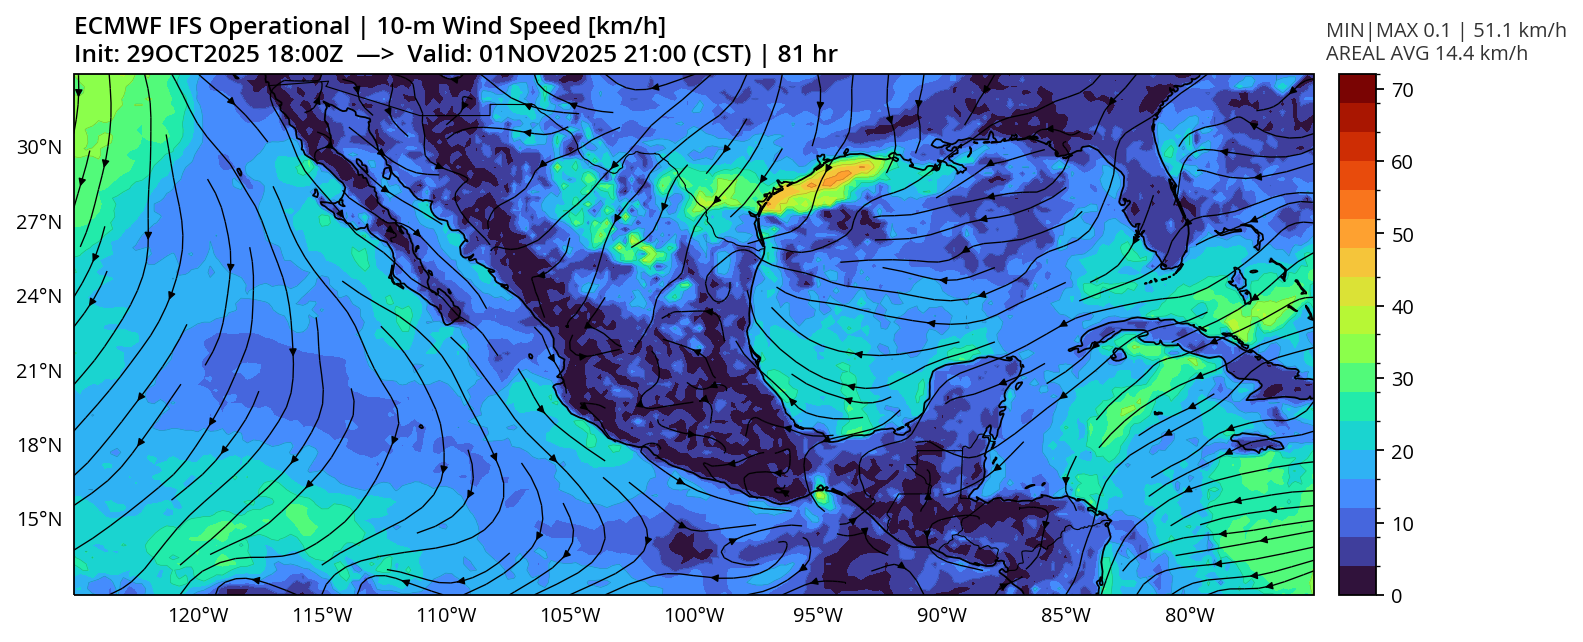 ECMWF IFS Operational | 10-m Wind Speed [km/h]
Init: 29OCT2025 18:00Z —> Valid: 01NOV2025 21:00 (CST) | 81 hr
MIN|MAX 0.1 | 51.1 km/h
AREAL AVG 14.4 km/h
30°N
27°N
24°N
21°N
18°N
15°N
120°W
115°W
110°W
105°W
100°W
95°W
90°W
85°W
80°W
70
60
50
40
30
20
10
0